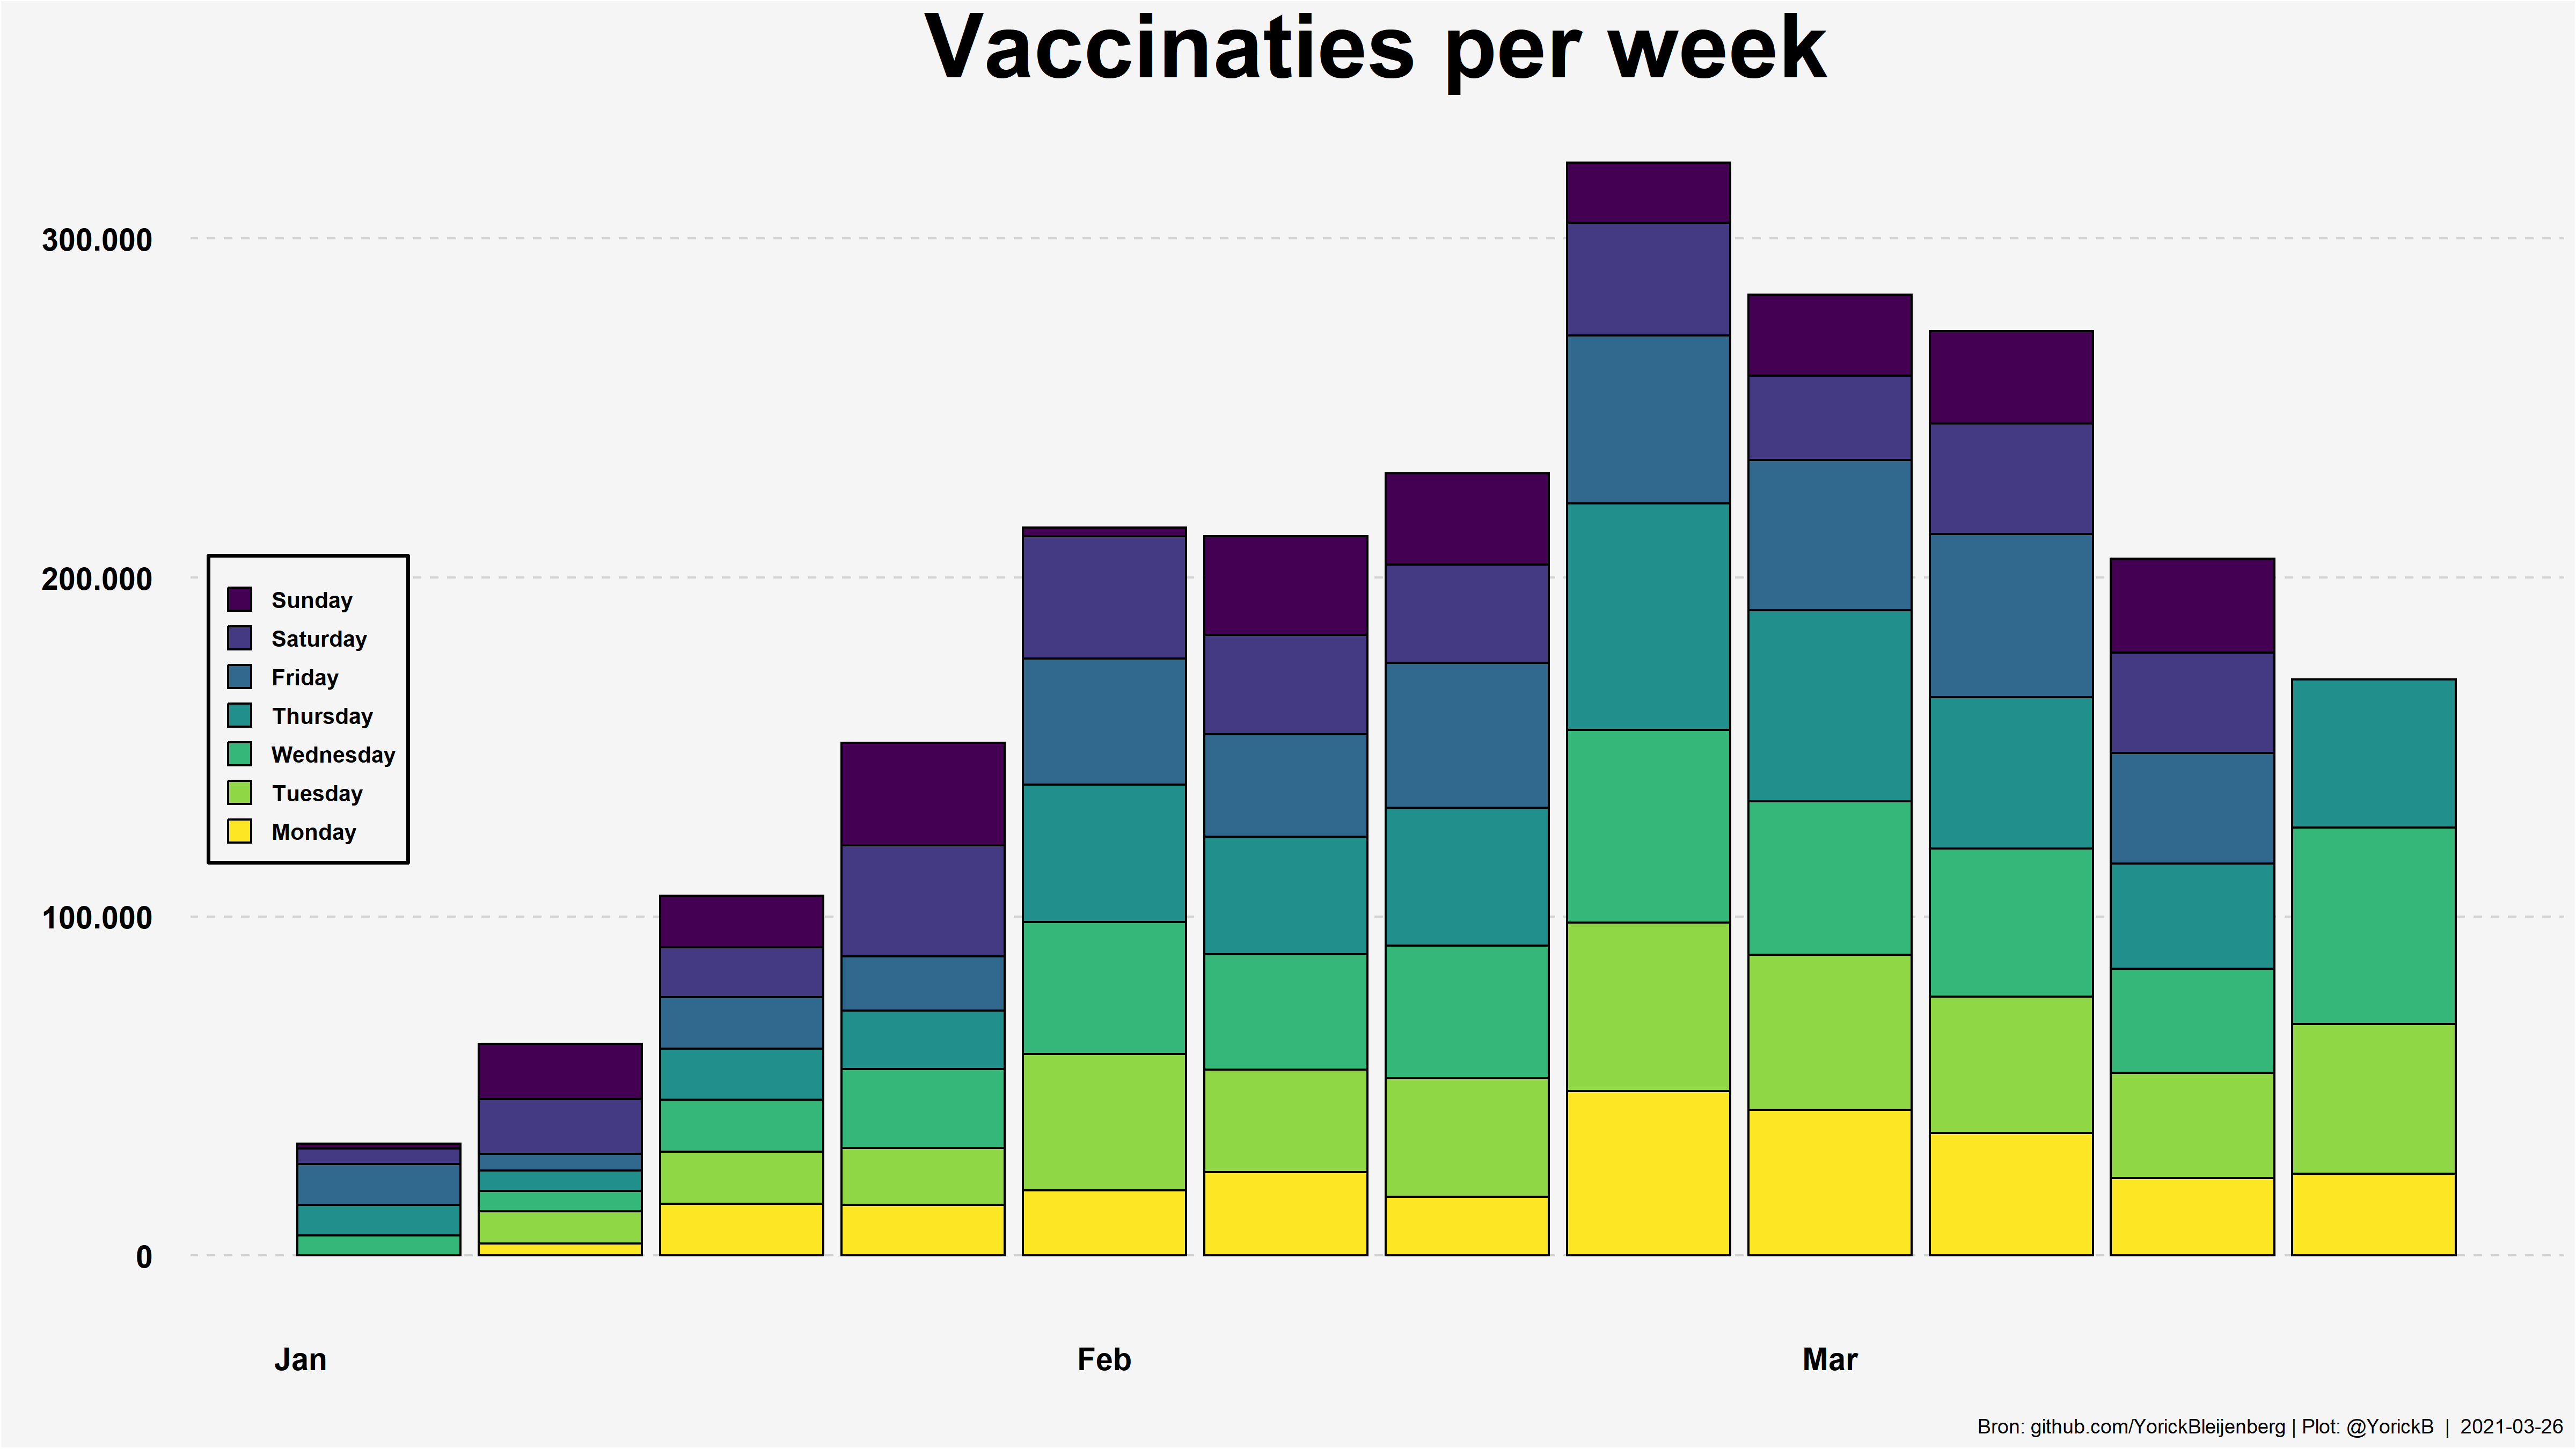 Vaccinaties per week
300.000
200.000
100.000
0
Sunday
Saturday
Friday
Thursday
Wednesday
Tuesday
Monday
Jan Feb Mar
Bron: github.com/YorickBleijenberg | Plot: @YorickB | 2021-03-26